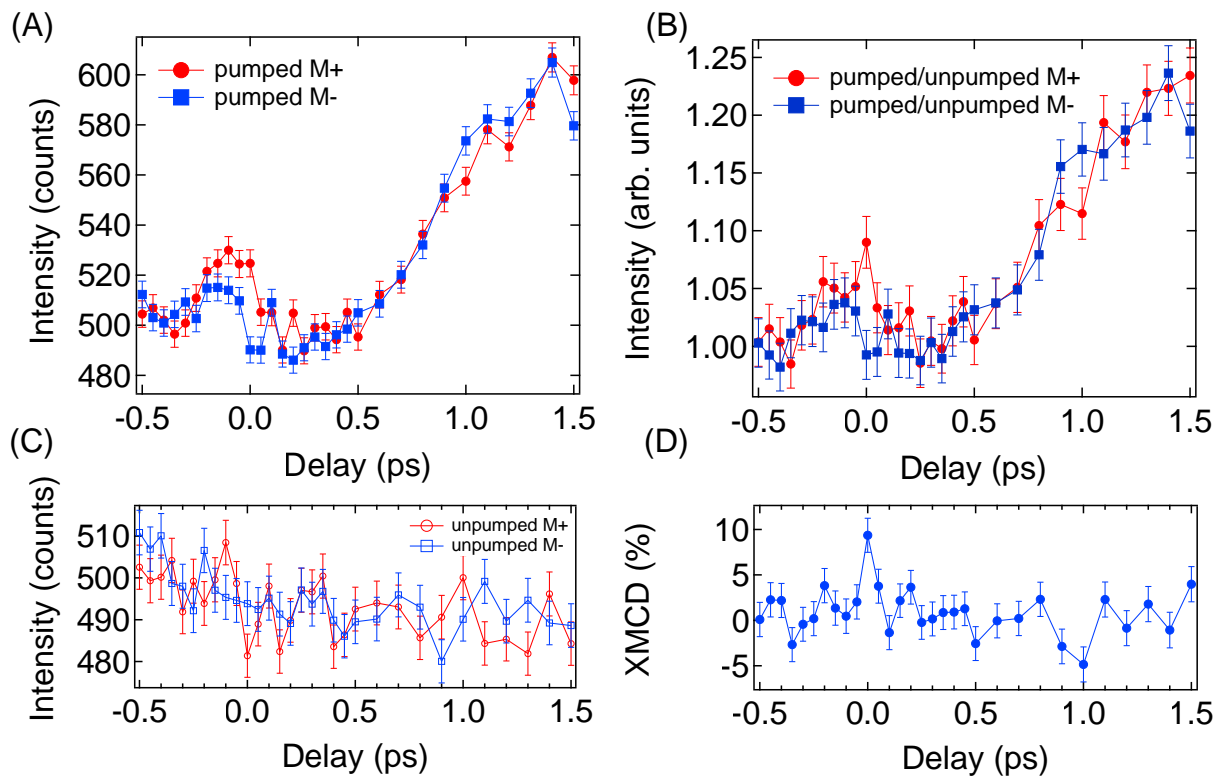 (A)
Intensity (counts)
600
580
560
540
520
500
480
pumped M+
pumped M-
-0.5 0.0 0.5 1.0 1.5
Delay (ps)
(B)
Intensity (arb. units)
1.25
1.20
1.15
1.10
1.05
1.00
pumped/unpumped M+
pumped/unpumped M-
-0.5 0.0 0.5 1.0 1.5
Delay (ps)
(C)
Intensity (counts)
510
500
490
480
unpumped M+
unpumped M-
-0.5 0.0 0.5 1.0 1.5
Delay (ps)
(D)
XMCD (%)
10
5
0
-5
-0.5 0.0 0.5 1.0 1.5
Delay (ps)